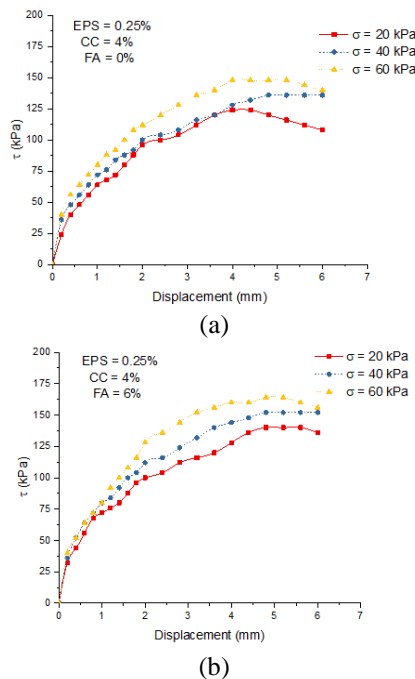 200
EPS = 0.25%
CC = 4%
FA = 0%
σ = 20 kPa
σ = 40 kPa
σ = 60 kPa
175
150
125
100
75
50
25
0
τ (kPa)
0 1 2 3 4 5 6 7
Displacement (mm)
(a)
200
EPS = 0.25%
CC = 4%
FA = 6%
σ = 20 kPa
σ = 40 kPa
σ = 60 kPa
175
150
125
100
75
50
25
0
τ (kPa)
0 1 2 3 4 5 6 7
Displacement (mm)
(b)